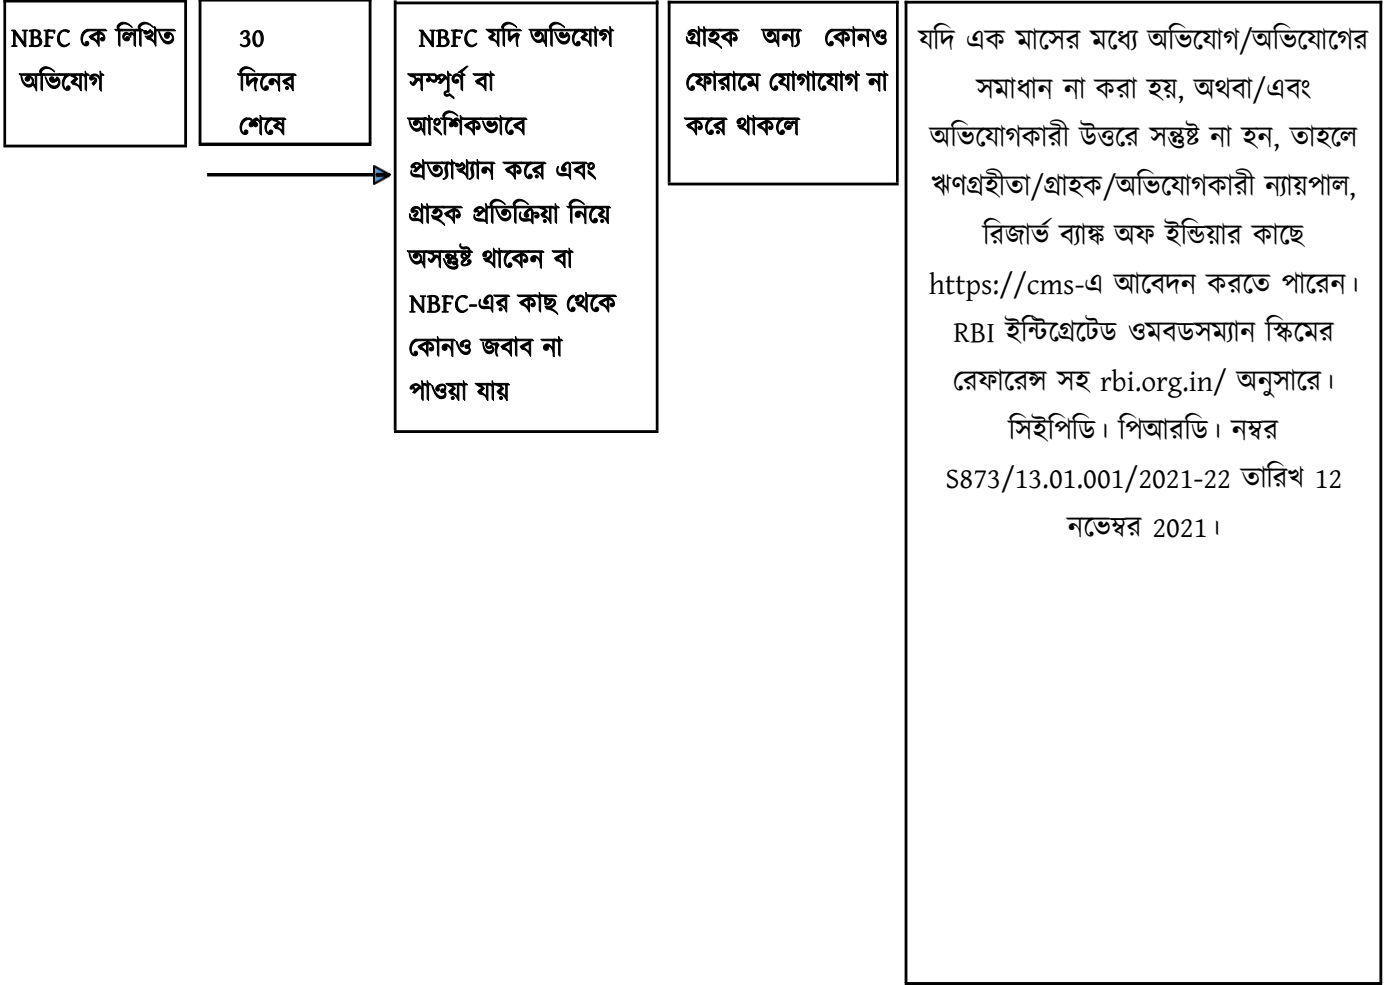 NBFC কে লিখিত
অভিযোগ
30
দিনের
শেষে
NBFC যদি অভিযোগ
সম্পূর্ণ বা
আংশিকভাবে
প্রত্যাখ্যান করে এবং
গ্রাহক প্রতিক্রিয়া নিয়ে
অসন্তুষ্ট থাকেন বা
NBFC-এর কাছ থেকে
কোনও জবাব না
পাওয়া যায়
গ্রাহক অন্য কোনও
ফোরামে যোগাযোগ না
করে থাকলে
যদি এক মাসের মধ্যে অভিযোগ/অভিযোগের
সমাধান না করা হয়, অথবা/এবং
অভিযোগকারী উত্তরে সন্তুষ্ট না হন, তাহলে
ঋণগ্রহীতা/গ্রাহক/অভিযোগকারী ন্যায়পাল,
রিজার্ভ ব্যাঙ্ক অফ ইন্ডিয়ার কাছে
https://cms-এ আবেদন করতে পারেন।
RBI ইন্টিগ্রেটেড ওমবডসম্যান স্কিমের
রেফারেন্স সহ rbi.org.in/ অনুসারে।
সিইপিডি। পিআরডি। নম্বর
S873/13.01.001/2021-22 তারিখ 12
নভেম্বর 2021।